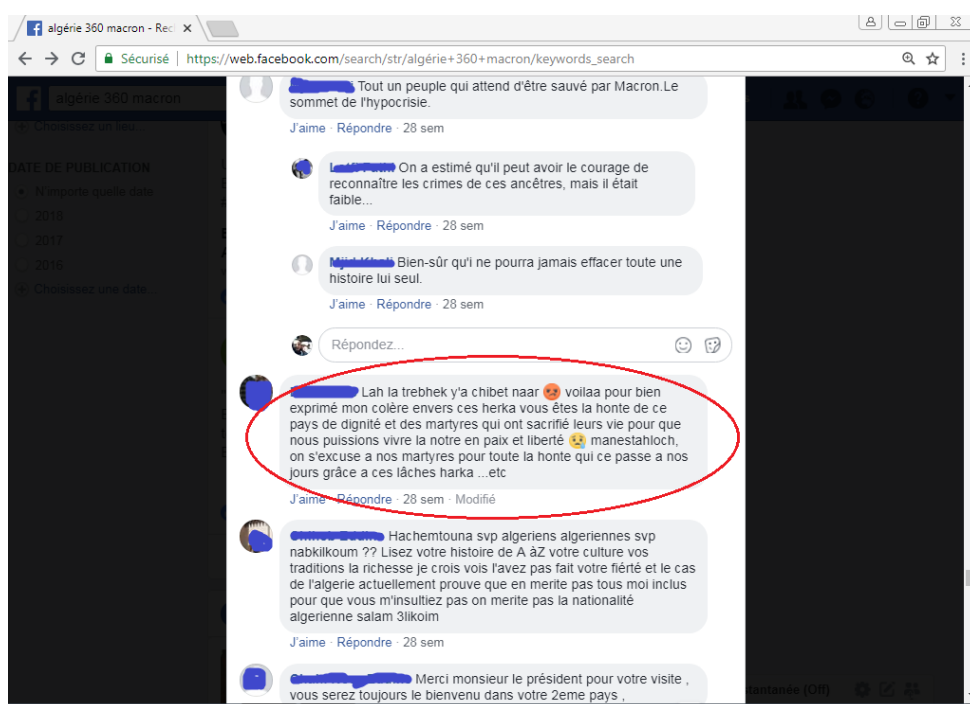 algérie 360 macron - Rec
Sécurisé https://web.facebook.com/search/str/algérie+360+macron/keywords_search
algérie 360 macron
Choisissez un lieu...
DATE DE PUBLICATION
N'importe quelle date
2018
2017
2016
Choisissez une date...
Tout un peuple qui attend d'être sauvé par Macron.Le
sommet de l'hypocrisie.
J'aime · Répondre · 28 sem
On a estimé qu'il peut avoir le courage de
reconnaître les crimes de ces ancêtres, mais il était
faible...
J'aime · Répondre · 28 sem
Bien-sûr qu'i ne pourra jamais effacer toute une
histoire lui seul.
J'aime · Répondre · 28 sem
Répondez...
Lah la trebhek y'a chibet naar 😡 voilaa pour bien
exprimé mon colère envers ces herka vous êtes la honte de ce
pays de dignité et des martyres qui ont sacrifié leurs vie pour que
nous puissions vivre la notre en paix et liberté 😢 manestahloch,
on s'excuse a nos martyres pour toute la honte qui ce passe a nos
jours grâce a ces lâches harka ...etc
J'aime · Répondre · 28 sem · Modifié
Hachemtouna svp algeriens algeriennes svp
nabkilkoum ?? Lisez votre histoire de A àZ votre culture vos
traditions la richesse je crois vois l'avez pas fait votre fiérté et le cas
de l'algerie actuellement prouve que en merite pas tous moi inclus
pour que vous m'insultiez pas on merite pas la nationalité
algerienne salam 3likoim
J'aime · Répondre · 28 sem
Merci monsieur le président pour votre visite ,
vous serez toujours le bienvenu dans votre 2eme pays ,
stantanée (Off)